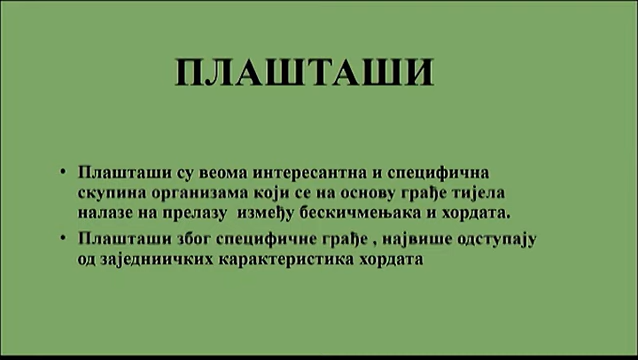 ПЛАШТАШИ
• Плашташи су веома интересантна и специфична
скупина организама који се на основу грађе тијела
налазе на прелазу између бескичмењака и хордата.
• Плашташи због специфичне грађе , највише одступају
од заједниичких карактеристика хордата